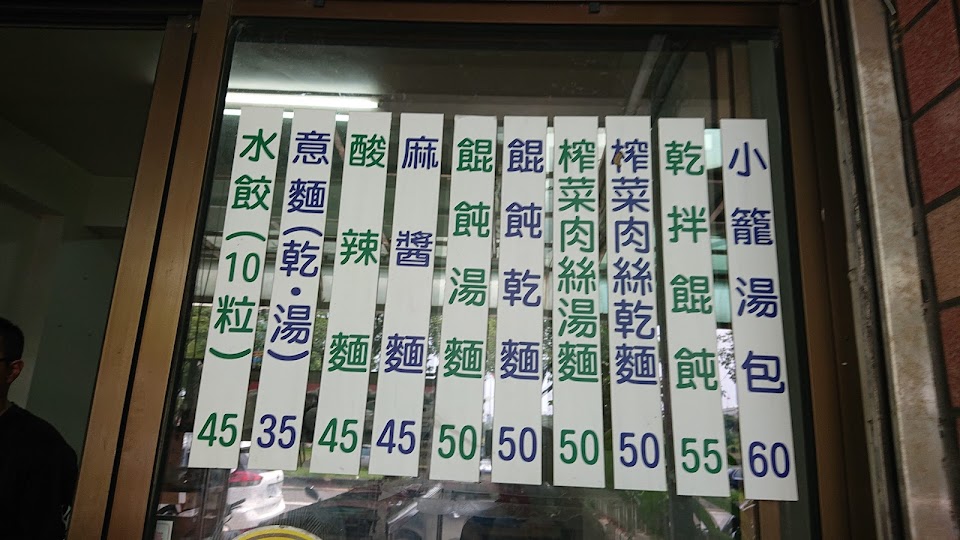 小籠湯包 60
乾拌餛飩 55
榨菜肉絲乾麵 50
榨菜肉絲湯麵 50
餛飩乾麵 50
餛飩湯麵 50
麻醬麵 45
酸辣麵 45
意麵(乾·湯) 35
水餃(10粒) 45